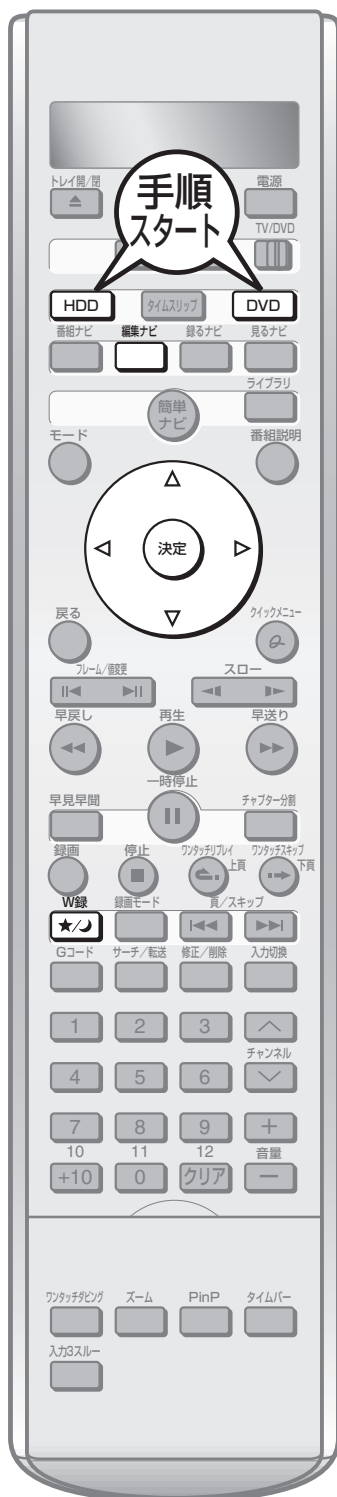 トレイ開/閉
手順
スタート
電源
TV/DVD
HDD タイムスリップ DVD
番組ナビ 編集ナビ 録るナビ 見るナビ
ライブラリ
簡単
ナビ
モード 番組説明
決定
戻る クイックメニュー
フレーム/値変更 スロー
早戻し 再生 早送り
一時停止
早見早聞 チャプター分割
録画 停止 ワンタッチリプレイ ワンタッチスキップ
上頁 下頁
W録 録画モード 頁/スキップ
★/
Gコード サーチ/転送 修正/削除 入力切換
1 2 3
チャンネル
4 5 6
7 8 9 +
10 11 12 音量
+10 0 クリア −
ワンタッチダビング ズーム PinP タイムバー
入力3スルー